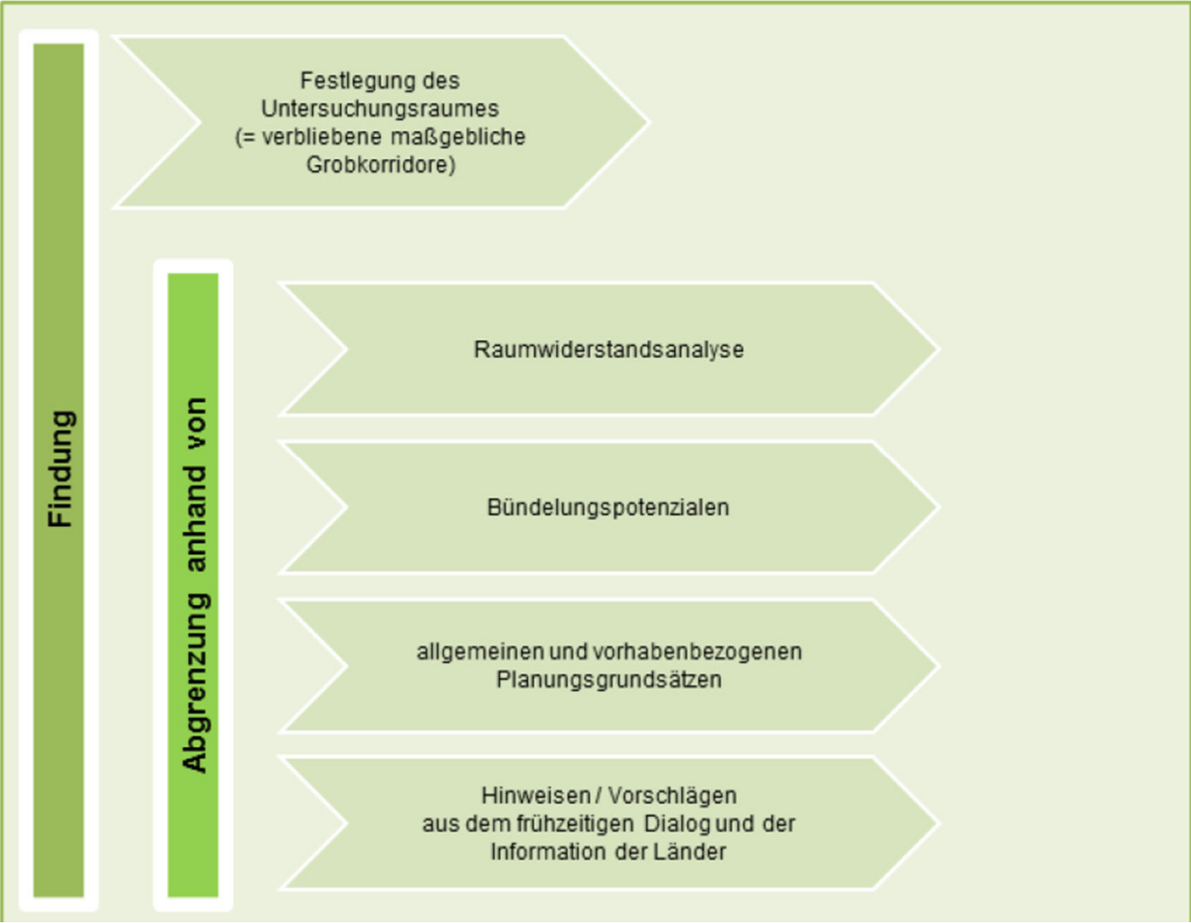 Findung
Festlegung des
Untersuchungsraumes
(= verbliebene maßgebliche
Grobkorridore)
Abgrenzung anhand von
Raumwiderstandsanalyse
Bündelungspotenzialen
allgemeinen und vorhabenbezogenen
Planungsgrundsätzen
Hinweisen / Vorschlägen
aus dem frühzeitigen Dialog und der
Information der Länder